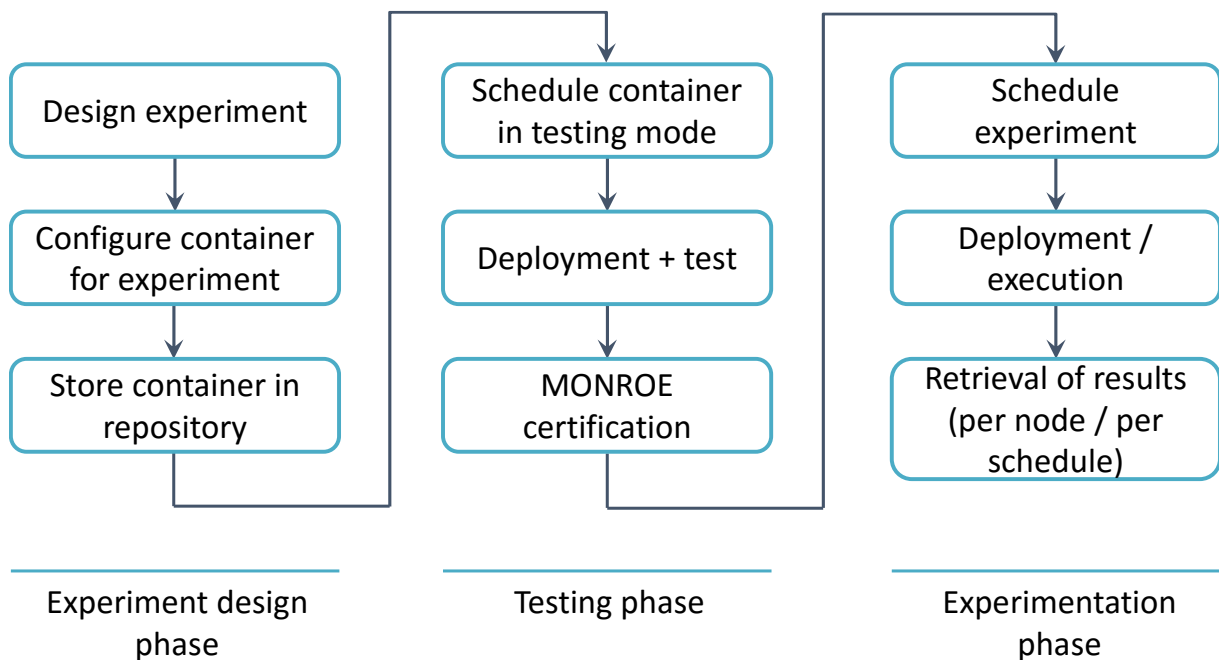 Design experiment
Configure container
for experiment
Store container in
repository
Schedule container
in testing mode
Deployment + test
MONROE
certification
Schedule
experiment
Deployment /
execution
Retrieval of results
(per node / per
schedule)
Experiment design
phase
Testing phase
Experimentation
phase